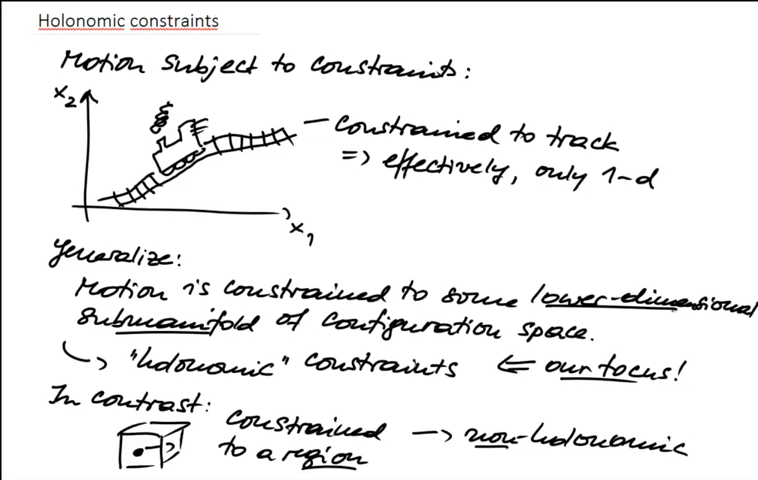 Holonomic constraints
Motion subject to constraints:
x₂
– constrained to track
=> effectively, only 1-d
x₁
Generalize:
Motion is constrained to some lower-dimensional
submanifold of configuration space.
↳ "holonomic" constraints ⇐ our focus!
In contrast:
constrained → non-holonomic
to a region